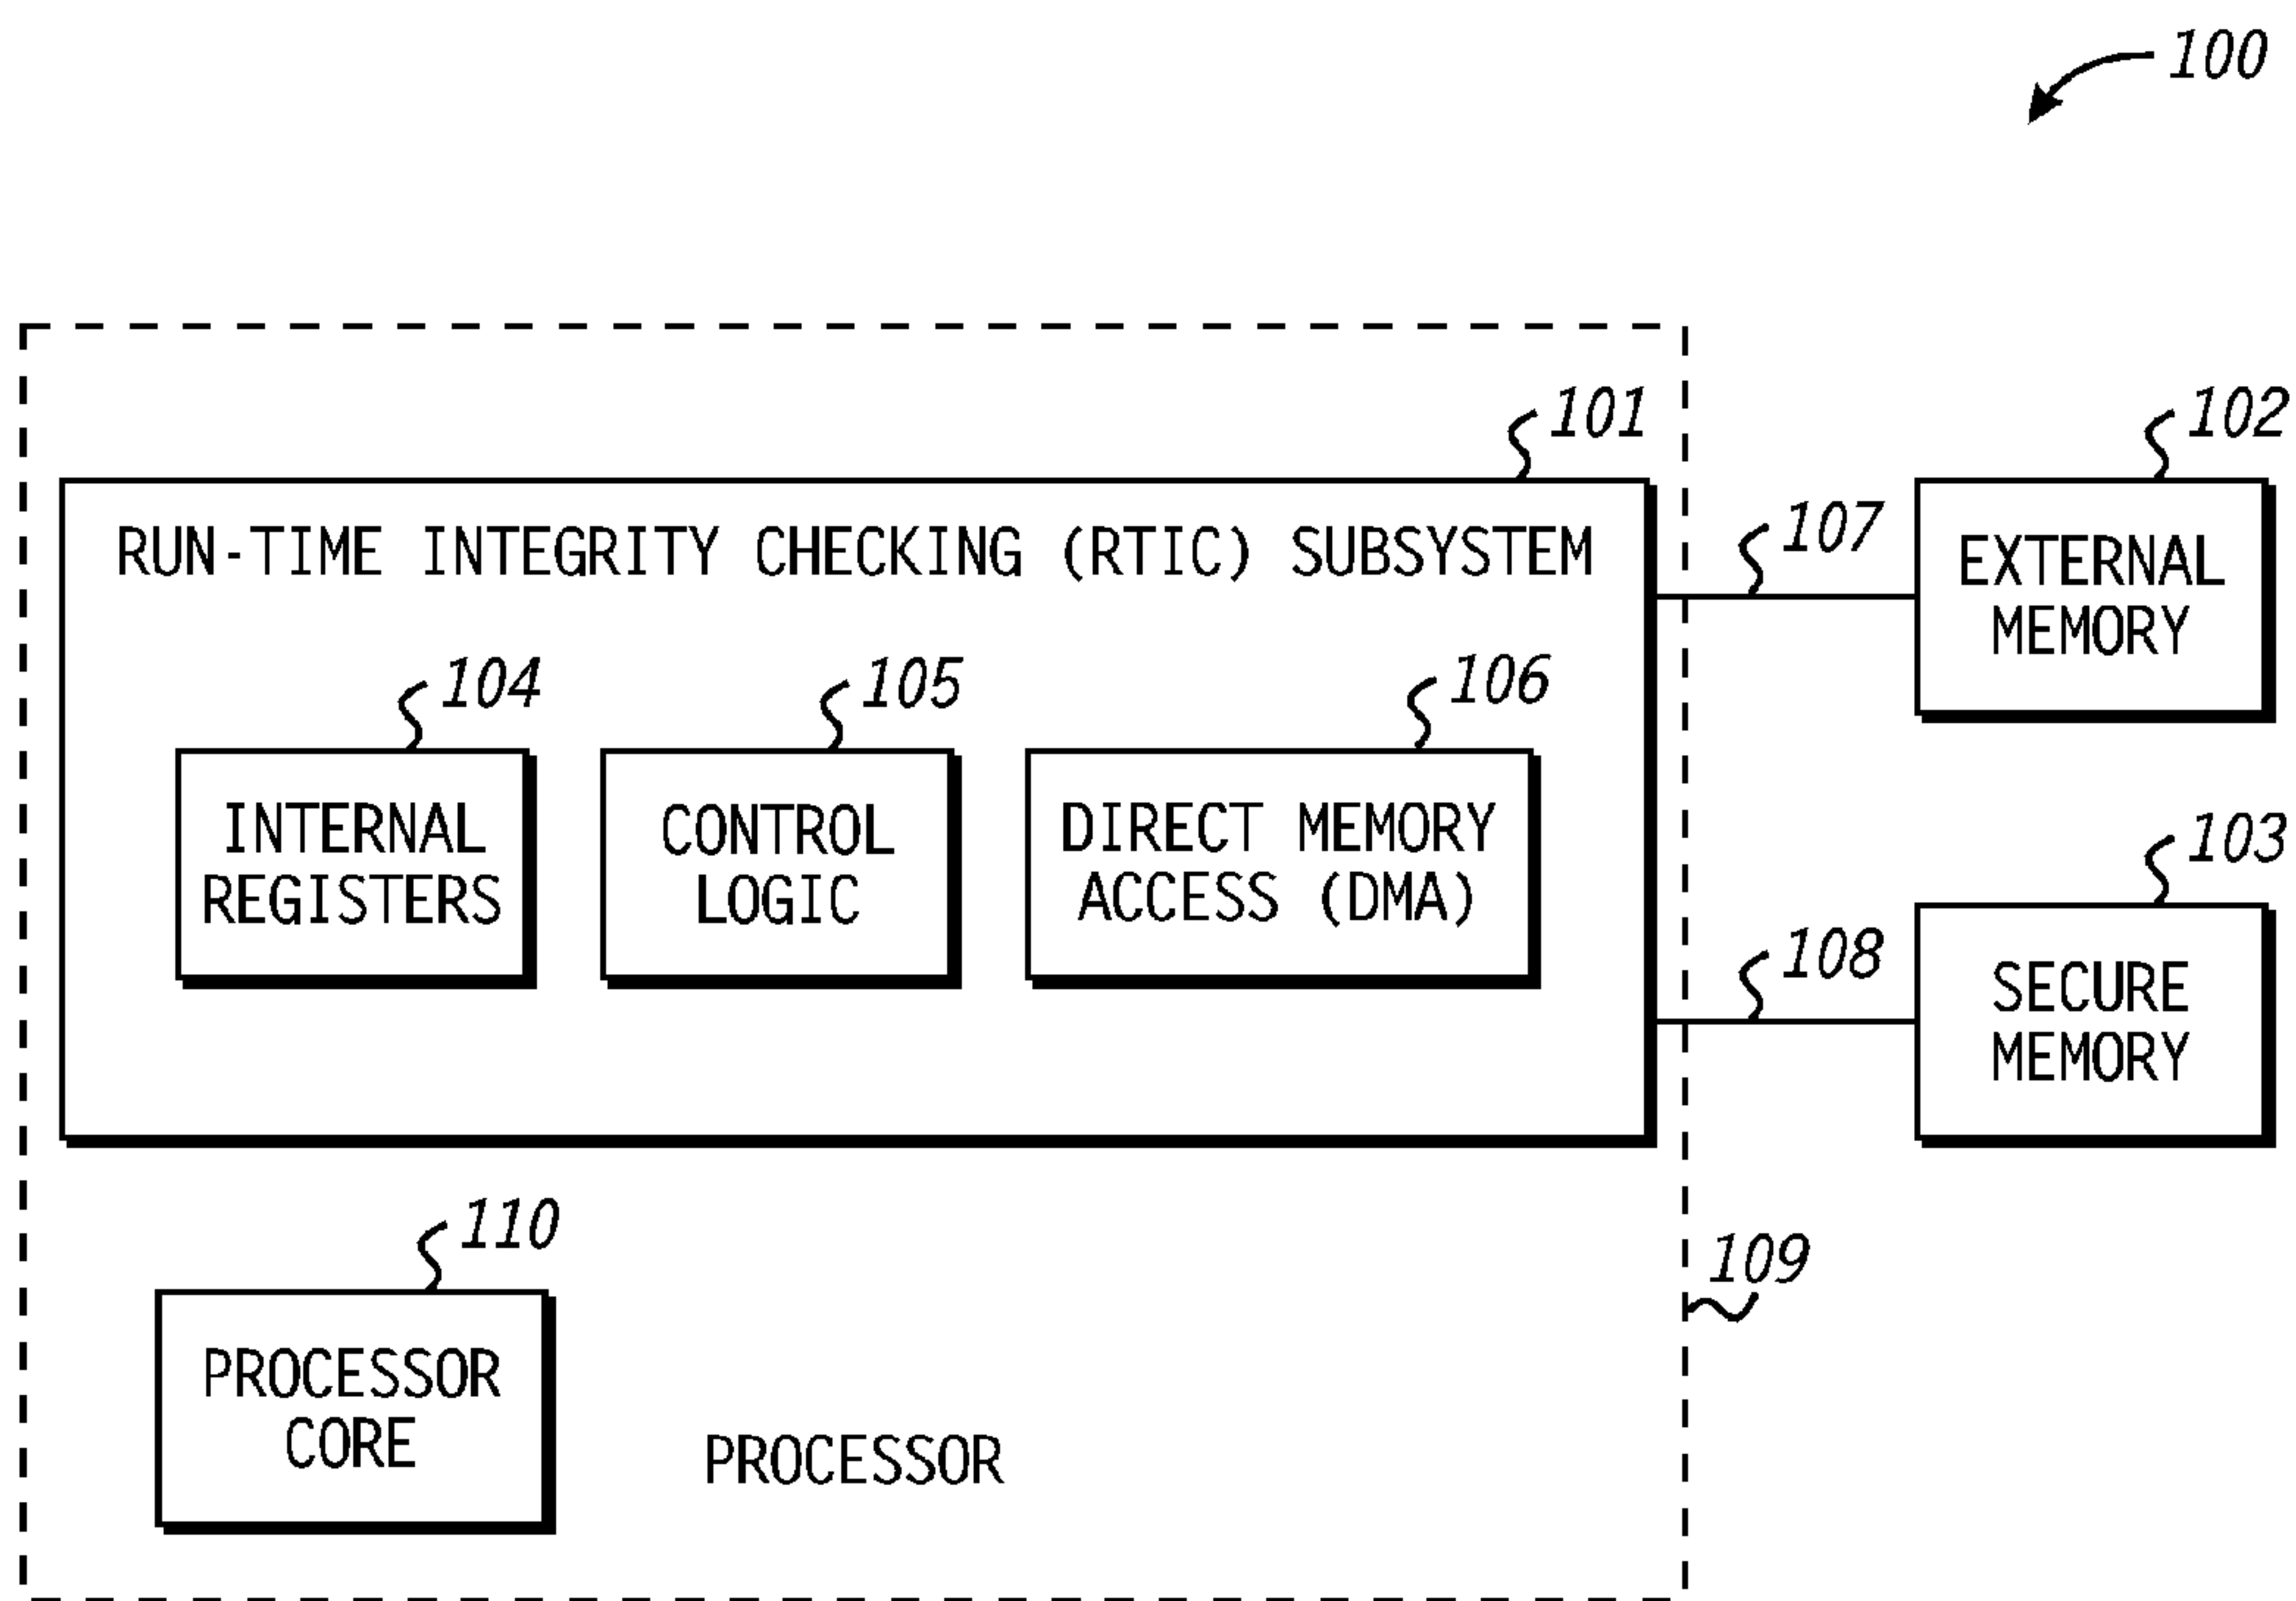 100
101
102
RUN-TIME INTEGRITY CHECKING (RTIC) SUBSYSTEM
107
EXTERNAL
MEMORY
104
105
106
INTERNAL
REGISTERS
CONTROL
LOGIC
DIRECT MEMORY
ACCESS (DMA)
103
108
SECURE
MEMORY
110
109
PROCESSOR
CORE
PROCESSOR